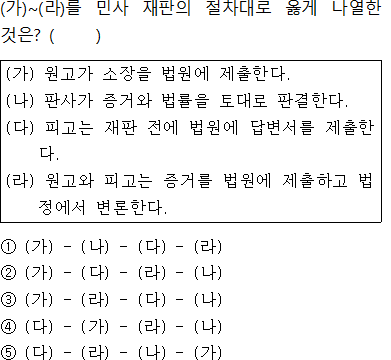 (가)~(라)를 민사 재판의 절차대로 옳게 나열한
것은? (     )
(가) 원고가 소장을 법원에 제출한다.
(나) 판사가 증거와 법률을 토대로 판결한다.
(다) 피고는 재판 전에 법원에 답변서를 제출한
다.
(라) 원고와 피고는 증거를 법원에 제출하고 법
정에서 변론한다.
① (가) - (나) - (다) - (라)
② (가) - (다) - (라) - (나)
③ (가) - (라) - (다) - (나)
④ (다) - (가) - (라) - (나)
⑤ (다) - (라) - (나) - (가)